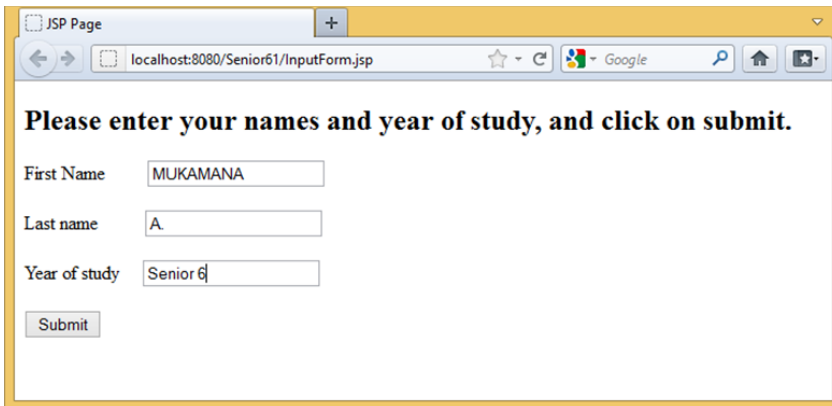 JSP Page
localhost:8080/Senior61/InputForm.jsp
Google
Please enter your names and year of study, and click on submit.
First Name MUKAMANA
Last name A.
Year of study Senior 6
Submit